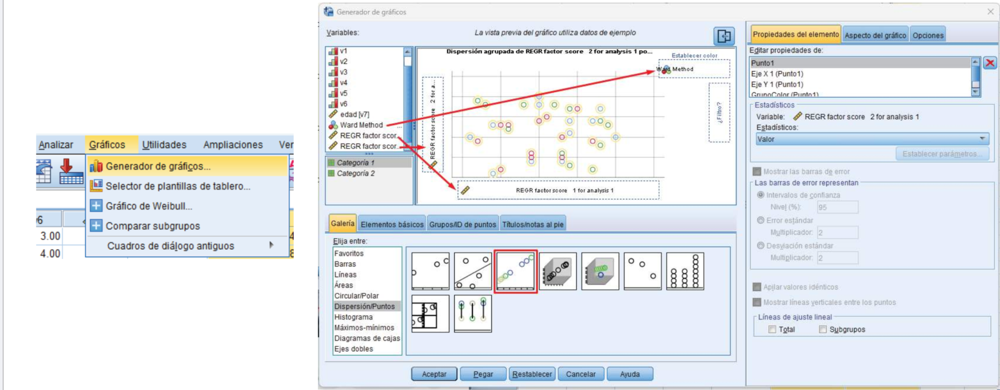 Analizar Gráficos Utilidades Ampliaciones Ver
Generador de gráficos...
Selector de plantillas de tablero...
Gráfico de Weibull...
Comparar subgrupos
Cuadros de diálogo antiguos
3.00
4.00
Generador de gráficos
Variables:
La vista previa del gráfico utiliza datos de ejemplo
v1
v2
v3
v4
v5
v6
edad [v7]
Ward Method ...
REGR factor scor...
REGR factor scor...
Categoría 1
Categoría 2
Dispersión agrupada de REGR factor score 2 for analysis 1 po...
Establecer color
Ward Method
¿Filtro?
REGR factor score 2 for a...
REGR factor score 1 for analysis 1
Galería Elementos básicos Grupos/ID de puntos Títulos/notas al pie
Elija entre:
Favoritos
Barras
Líneas
Áreas
Circular/Polar
Dispersión/Puntos
Histograma
Máximos-mínimos
Diagramas de cajas
Ejes dobles
Aceptar Pegar Restablecer Cancelar Ayuda
Propiedades del elemento Aspecto del gráfico Opciones
Editar propiedades de:
Punto1
Eje X 1 (Punto1)
Eje Y 1 (Punto1)
GrupoColor (Punto1)
Estadísticos
Variable: REGR factor score 2 for analysis 1
Estadísticos:
Valor
Establecer parámetros...
Mostrar las barras de error
Las barras de error representan
Intervalos de confianza
Nivel (%): 95
Error estándar
Multiplicador: 2
Desviación estándar
Multiplicador: 2
Apilar valores idénticos
Mostrar líneas verticales entre los puntos
Líneas de ajuste lineal
Total Subgrupos